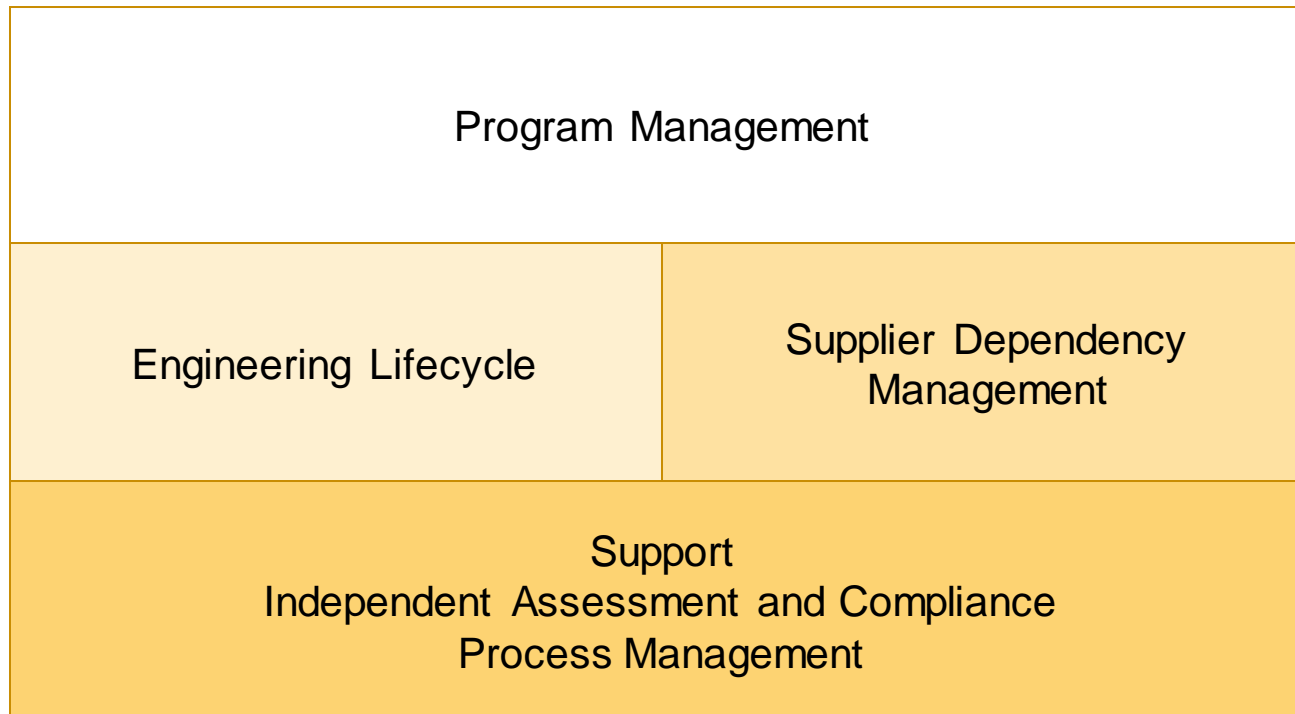 Program Management
Engineering Lifecycle
Supplier Dependency
Management
Support
Independent Assessment and Compliance
Process Management